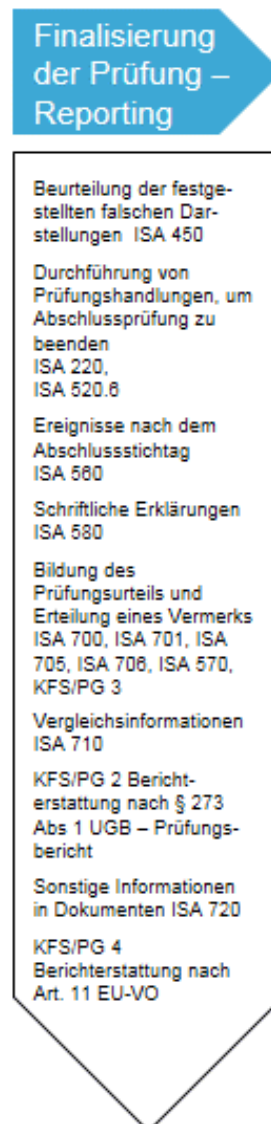 Finalisierung
der Prüfung –
Reporting
Beurteilung der festge-
stellten falschen Dar-
stellungen ISA 450
Durchführung von
Prüfungshandlungen, um
Abschlussprüfung zu
beenden
ISA 220,
ISA 520.6
Ereignisse nach dem
Abschlussstichtag
ISA 560
Schriftliche Erklärungen
ISA 580
Bildung des
Prüfungsurteils und
Erteilung eines Vermerks
ISA 700, ISA 701, ISA
705, ISA 706, ISA 570,
KFS/PG 3
Vergleichsinformationen
ISA 710
KFS/PG 2 Bericht-
erstattung nach § 273
Abs 1 UGB – Prüfungs-
bericht
Sonstige Informationen
in Dokumenten ISA 720
KFS/PG 4
Berichterstattung nach
Art. 11 EU-VO